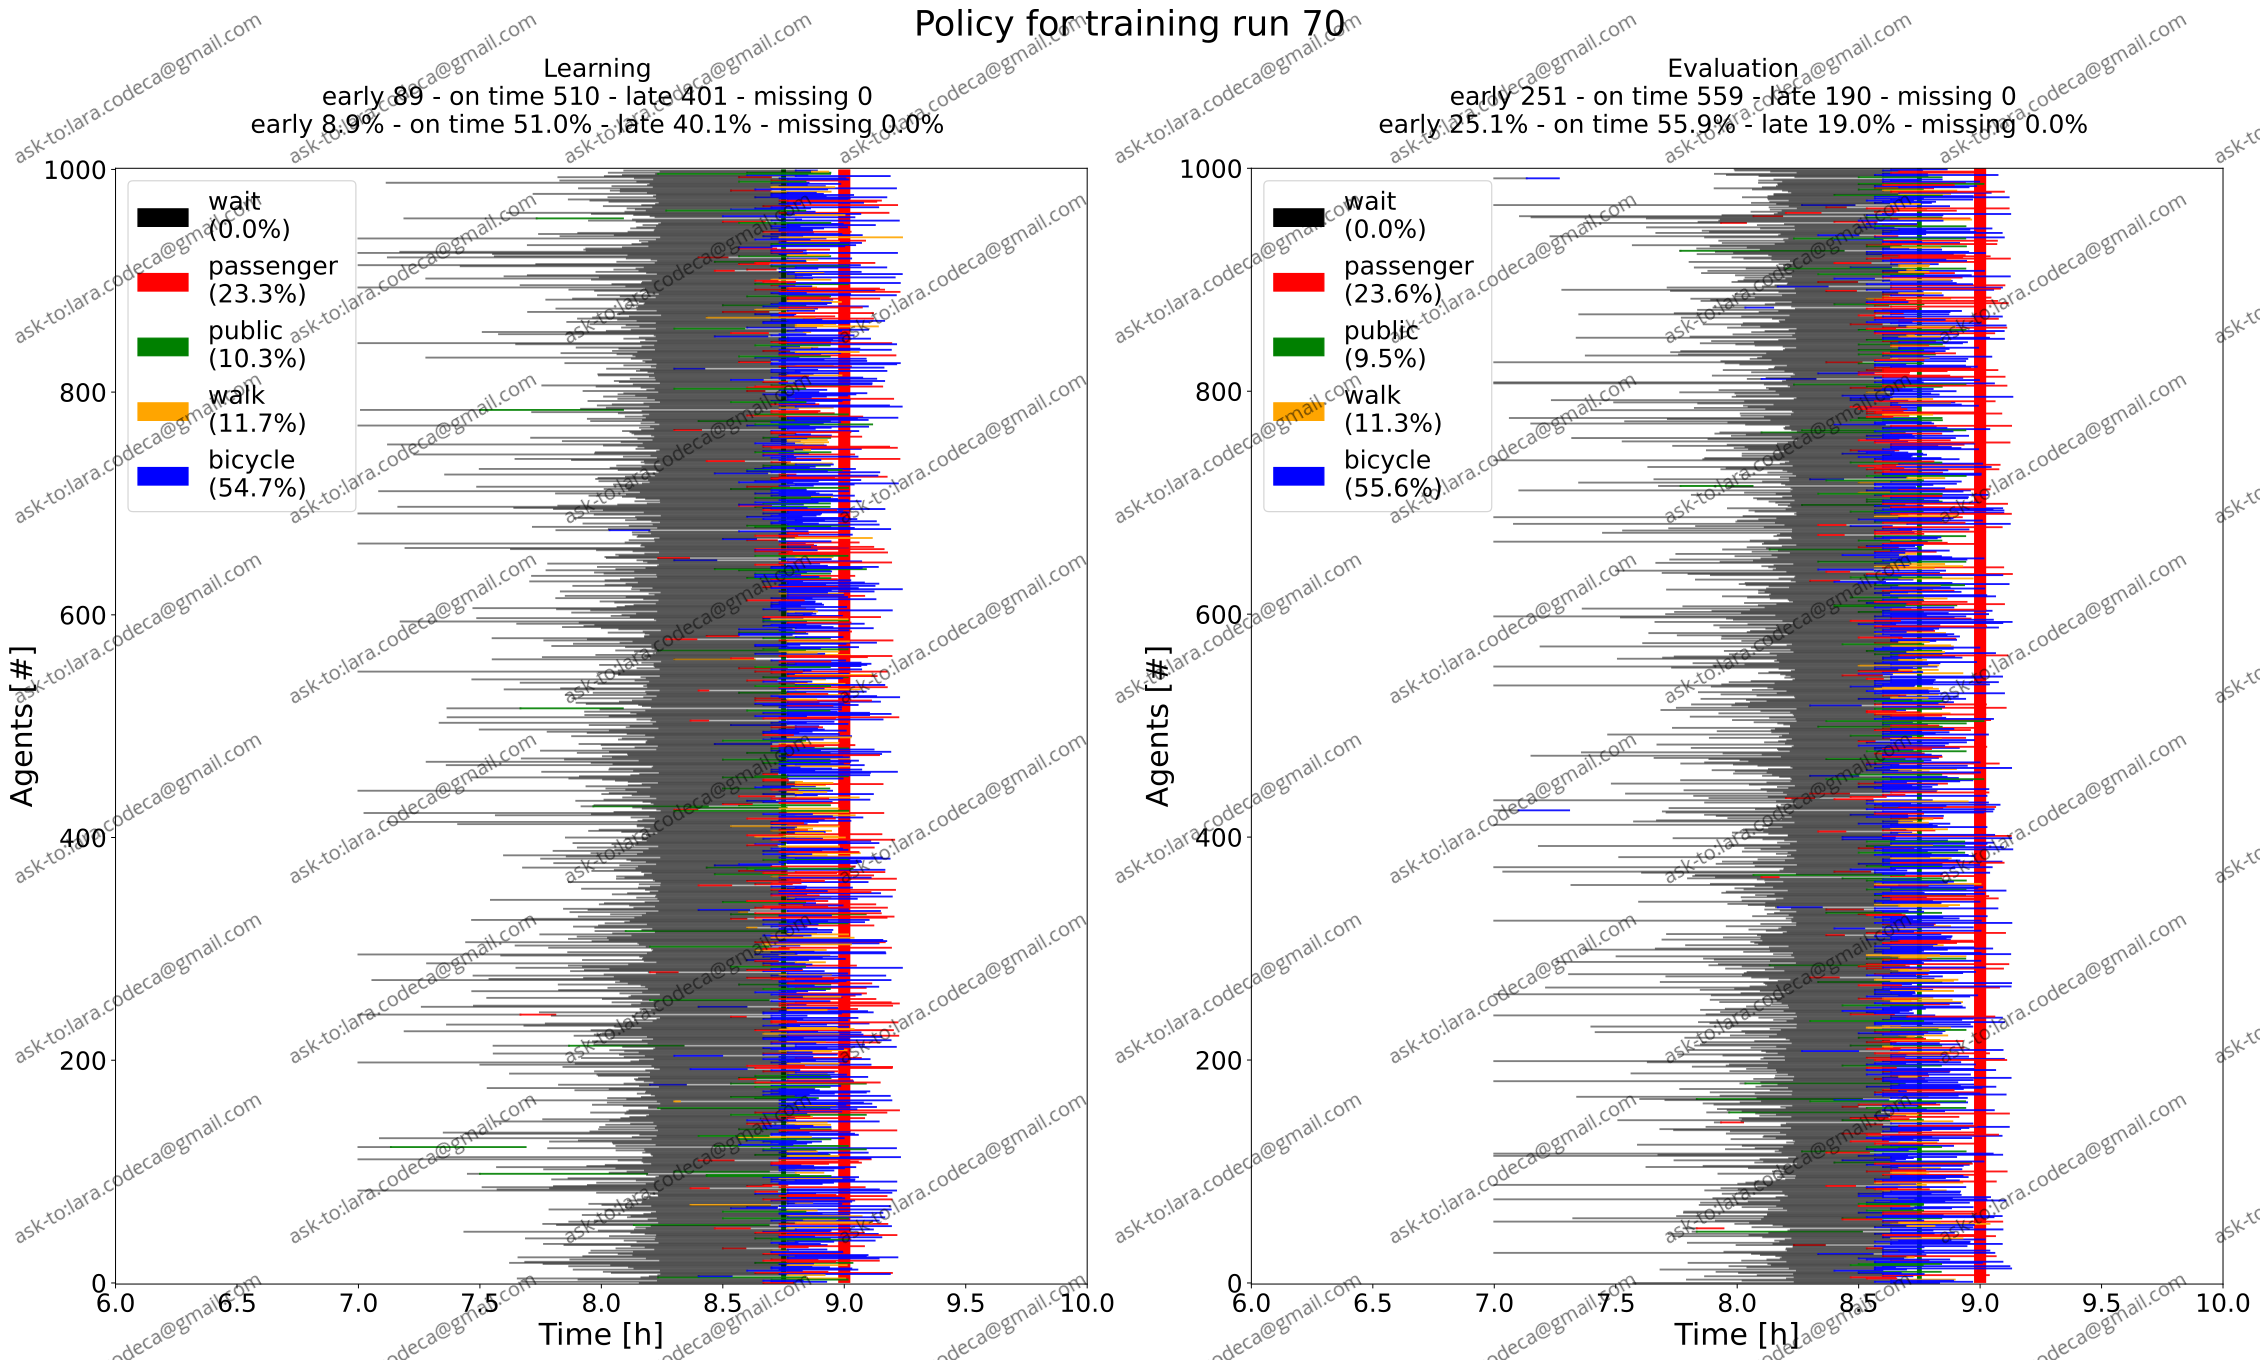 Policy for training run 70
Learning
early 89 - on time 510 - late 401 - missing 0
early 8.9% - on time 51.0% - late 40.1% - missing 0.0%
Agents [#]
1000
800
600
400
200
0
wait
(0.0%)
passenger
(23.3%)
public
(10.3%)
walk
(11.7%)
bicycle
(54.7%)
6.0 6.5 7.0 7.5 8.0 8.5 9.0 9.5 10.0
Time [h]
Evaluation
early 251 - on time 559 - late 190 - missing 0
early 25.1% - on time 55.9% - late 19.0% - missing 0.0%
Agents [#]
1000
800
600
400
200
0
wait
(0.0%)
passenger
(23.6%)
public
(9.5%)
walk
(11.3%)
bicycle
(55.6%)
6.0 6.5 7.0 7.5 8.0 8.5 9.0 9.5 10.0
Time [h]
ask-to:lara.codeca@gmail.com